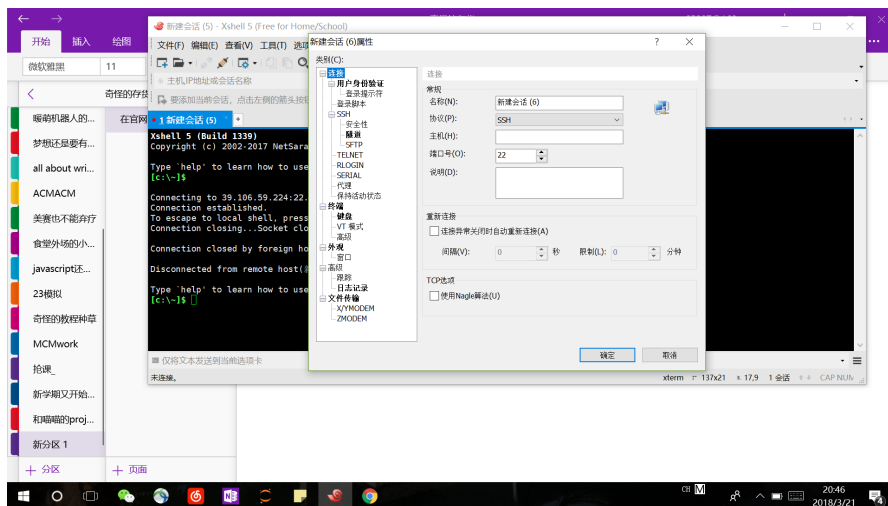 新建会话 (5) - Xshell 5 (Free for Home/School)
开始 插入 绘图
文件(F) 编辑(E) 查看(V) 工具(T)
微软雅黑 11
主机,IP地址或会话名称
要添加当前会话，点击左侧的箭头按
奇怪的存
在官网
1 新建会话 (5)
暖萌机器人的...
梦想还是要有...
all about wri...
ACMACM
美赛也不能弃疗
食堂外场的小...
javascript还...
23模拟
奇怪的教程种草
MCMwork
抢课_
新学期又开始...
和喵喵的proj...
新分区 1
分区
页面
Xshell 5 (Build 1339)
Copyright (c) 2002-2017 NetSara
Type `help' to learn how to use
[c:\~]$
Connecting to 39.106.59.224:22.
Connection established.
To escape to local shell, press
Connection closing...Socket clo
Connection closed by foreign ho
Disconnected from remote host(
Type `help' to learn how to use
[c:\~]$
仅将文本发送到当前选项卡
未连接。
xterm 137x21 17,9 1 会话 CAP NUM
新建会话 (6)属性
?
类别(C):
连接
用户身份验证
登录提示符
登录脚本
SSH
安全性
隧道
SFTP
TELNET
RLOGIN
SERIAL
代理
保持活动状态
终端
键盘
VT 模式
高级
外观
窗口
高级
跟踪
日志记录
文件传输
X/YMODEM
ZMODEM
连接
常规
名称(N): 新建会话 (6)
协议(P): SSH
主机(H):
端口号(O): 22
说明(D):
重新连接
连接异常关闭时自动重新连接(A)
间隔(V): 0 秒 限制(L): 0 分钟
TCP选项
使用Nagle算法(U)
确定 取消
CH M
20:46
2018/3/21
4